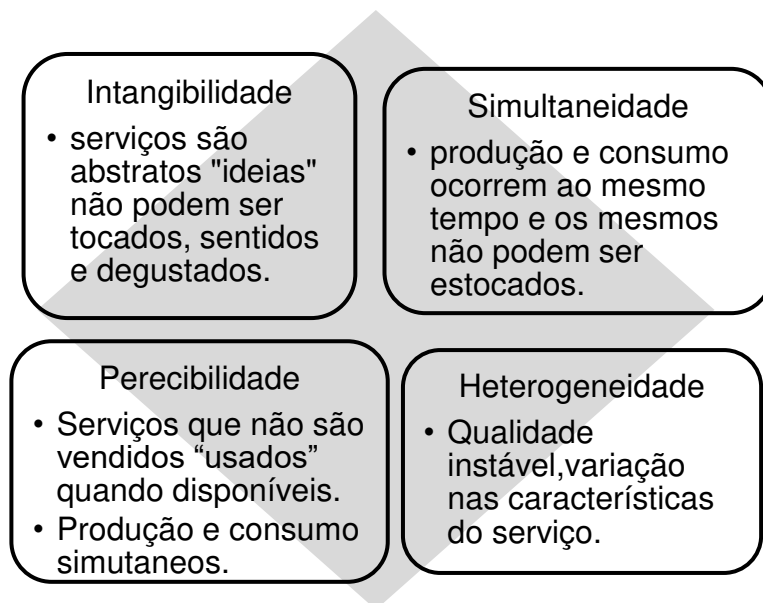 Intangibilidade
• serviços são
abstratos "ideias"
não podem ser
tocados, sentidos
e degustados.
Simultaneidade
• produção e consumo
ocorrem ao mesmo
tempo e os mesmos
não podem ser
estocados.
Perecibilidade
• Serviços que não são
vendidos “usados”
quando disponíveis.
• Produção e consumo
simutaneos.
Heterogeneidade
• Qualidade
instável,variação
nas características
do serviço.